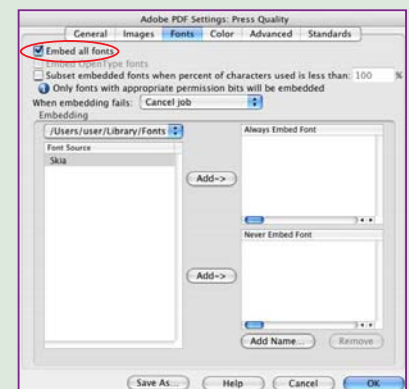 Adobe PDF Settings: Press Quality
General Images Fonts Color Advanced Standards
Embed all fonts
Embed OpenType fonts
Subset embedded fonts when percent of characters used is less than: 100 %
Only fonts with appropriate permission bits will be embedded
When embedding fails: Cancel job
Embedding
/Users/user/Library/Fonts
Always Embed Font
Font Source
Skia
Add->
Never Embed Font
Add->
Add Name... Remove
Save As... Help Cancel OK